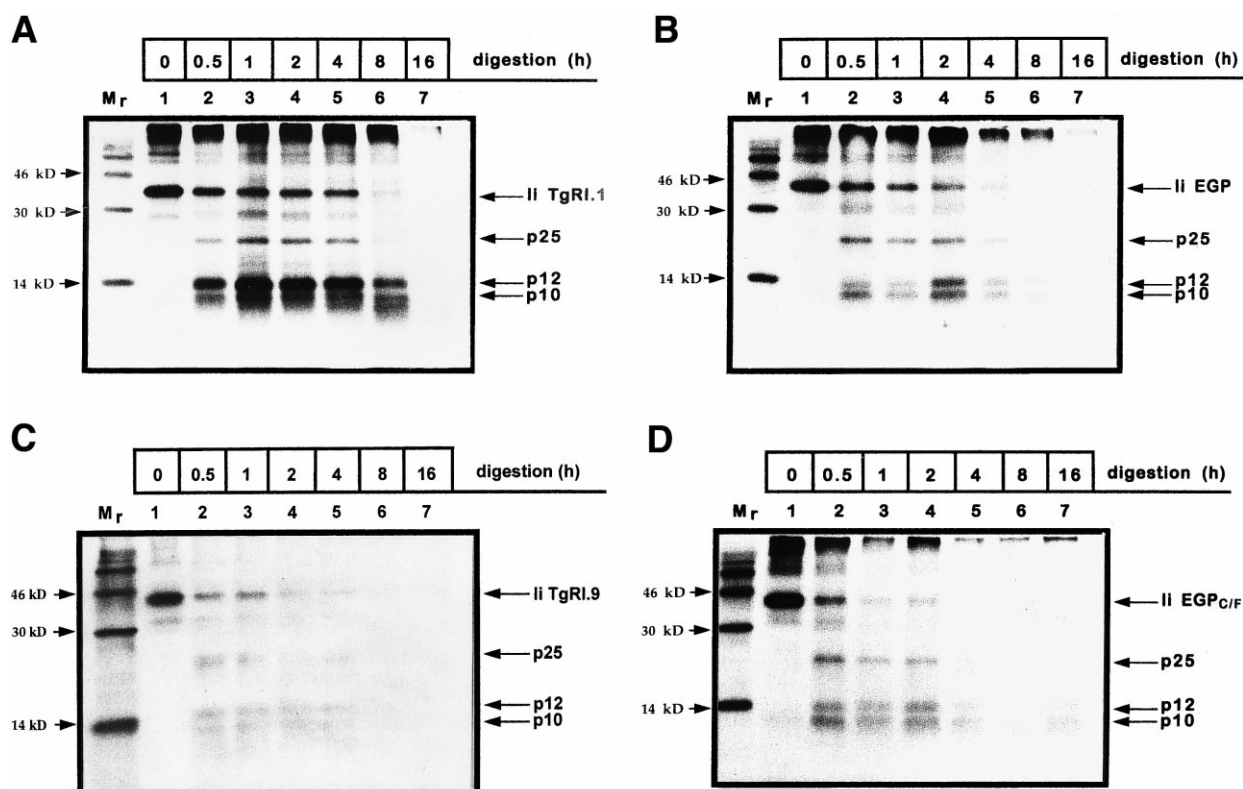 A
0 0.5 1 2 4 8 16 digestion (h)
Mr 1 2 3 4 5 6 7
46 kD
30 kD
14 kD
Ii TgRI.1
p25
p12
p10
B
0 0.5 1 2 4 8 16 digestion (h)
Mr 1 2 3 4 5 6 7
46 kD
30 kD
14 kD
Ii EGP
p25
p12
p10
C
0 0.5 1 2 4 8 16 digestion (h)
Mr 1 2 3 4 5 6 7
46 kD
30 kD
14 kD
Ii TgRI.9
p25
p12
p10
D
0 0.5 1 2 4 8 16 digestion (h)
Mr 1 2 3 4 5 6 7
46 kD
30 kD
14 kD
Ii EGPC/F
p25
p12
p10